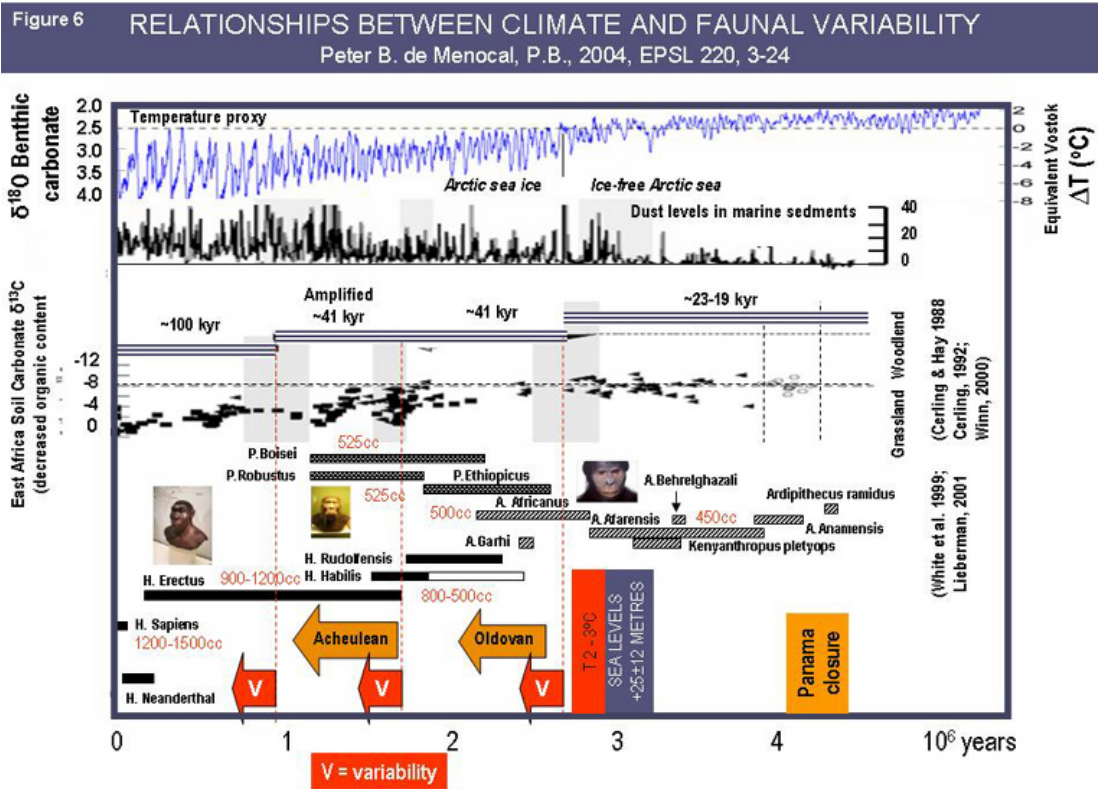 Figure 6
RELATIONSHIPS BETWEEN CLIMATE AND FAUNAL VARIABILITY
Peter B. de Menocal, P.B., 2004, EPSL 220, 3-24
δ18O Benthic
carbonate
2.0
2.5
3.0
3.5
4.0
Temperature proxy
2
0
-2
-4
-6
-8
Equivalent Vostok
ΔT (ºC)
Arctic sea ice
Ice-free Arctic sea
Dust levels in marine sediments
40
20
0
East Africa Soil Carbonate δ13C
(decreased organic content)
~100 kyr
Amplified
~41 kyr
~41 kyr
~23-19 kyr
-12
-8
-4
0
Grassland Woodlend
(Cerling & Hay 1988
Cerling, 1992;
Winn, 2000)
P.Boisei
525cc
P.Robustus
525cc
P.Ethiopicus
500cc
A. Africanus
A.Behrelghazali
Ardipithecus ramidus
A. Afarensis
450cc
A. Anamensis
A.Garhi
Kenyanthropus pletyops
H. Rudolfensis
H. Habilis
H. Erectus
900-1200cc
800-500cc
(White et al. 1999;
Lieberman, 2001
H. Sapiens
1200-1500cc
Acheulean
Oldovan
T 2 - 3ºC
SEA LEVELS
+25±12 METRES
Panama
closure
H. Neanderthal
V
V
V
0
1
2
3
4
10⁶ years
V = variability